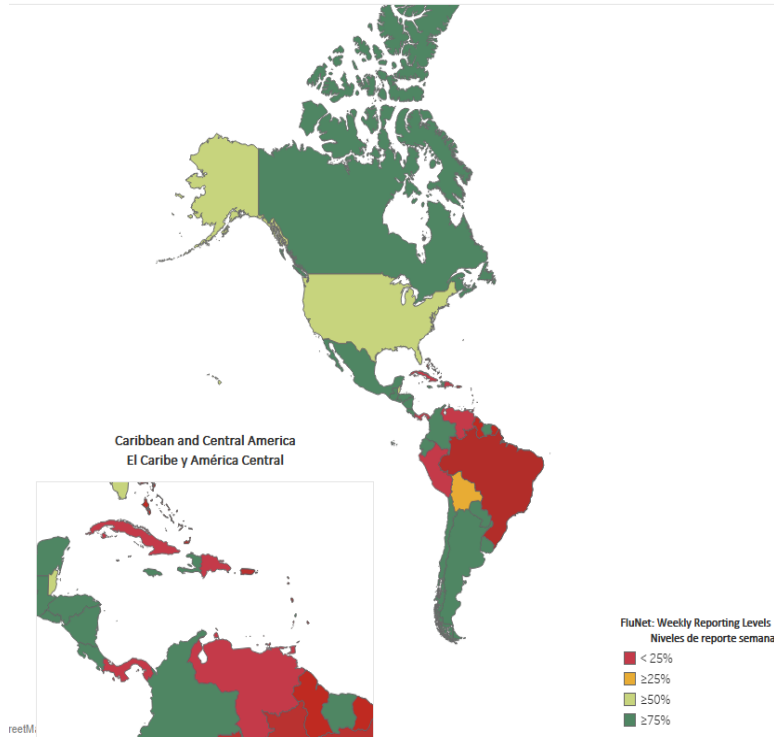 Caribbean and Central America
El Caribe y América Central
FluNet: Weekly Reporting Levels
Niveles de reporte semana
< 25%
≥25%
≥50%
≥75%
reetM